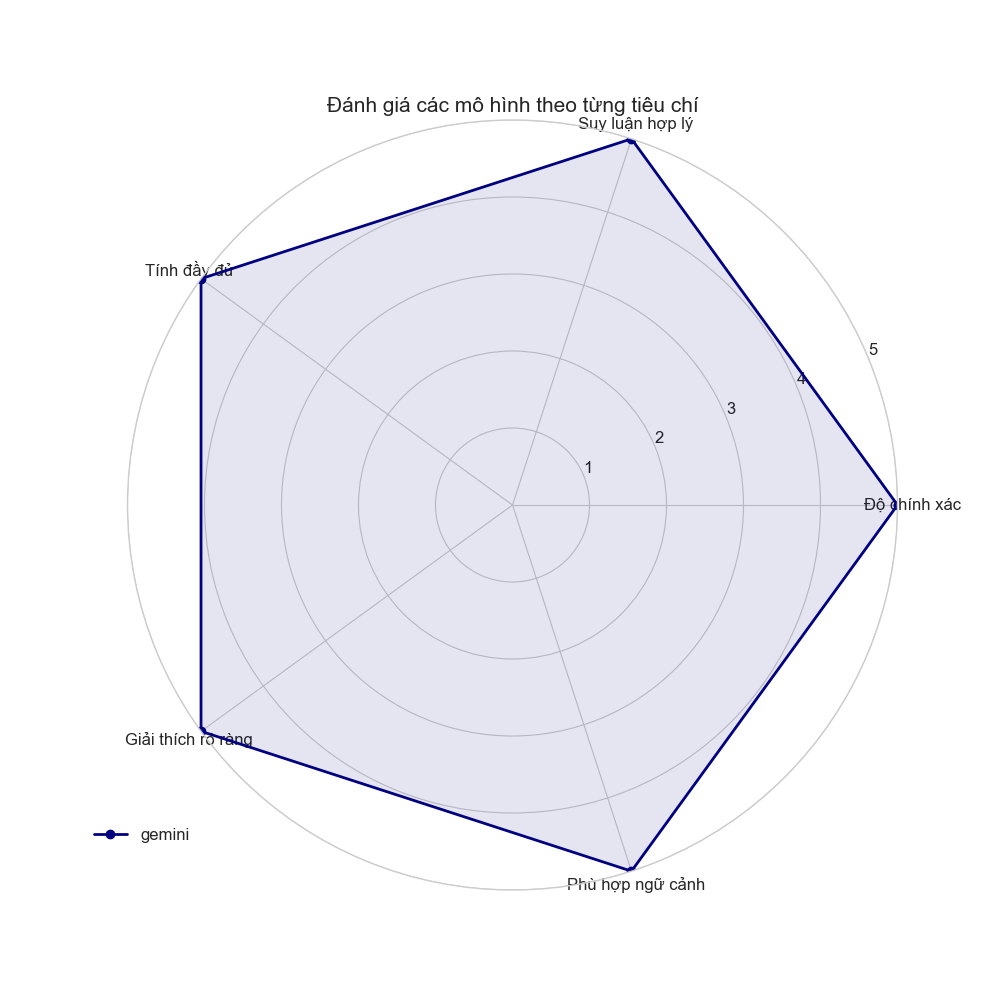 Đánh giá các mô hình theo từng tiêu chí
Suy luận hợp lý
Tính đầy đủ
5
4
3
2
1
Độ chính xác
Giải thích rõ ràng
gemini
Phù hợp ngữ cảnh